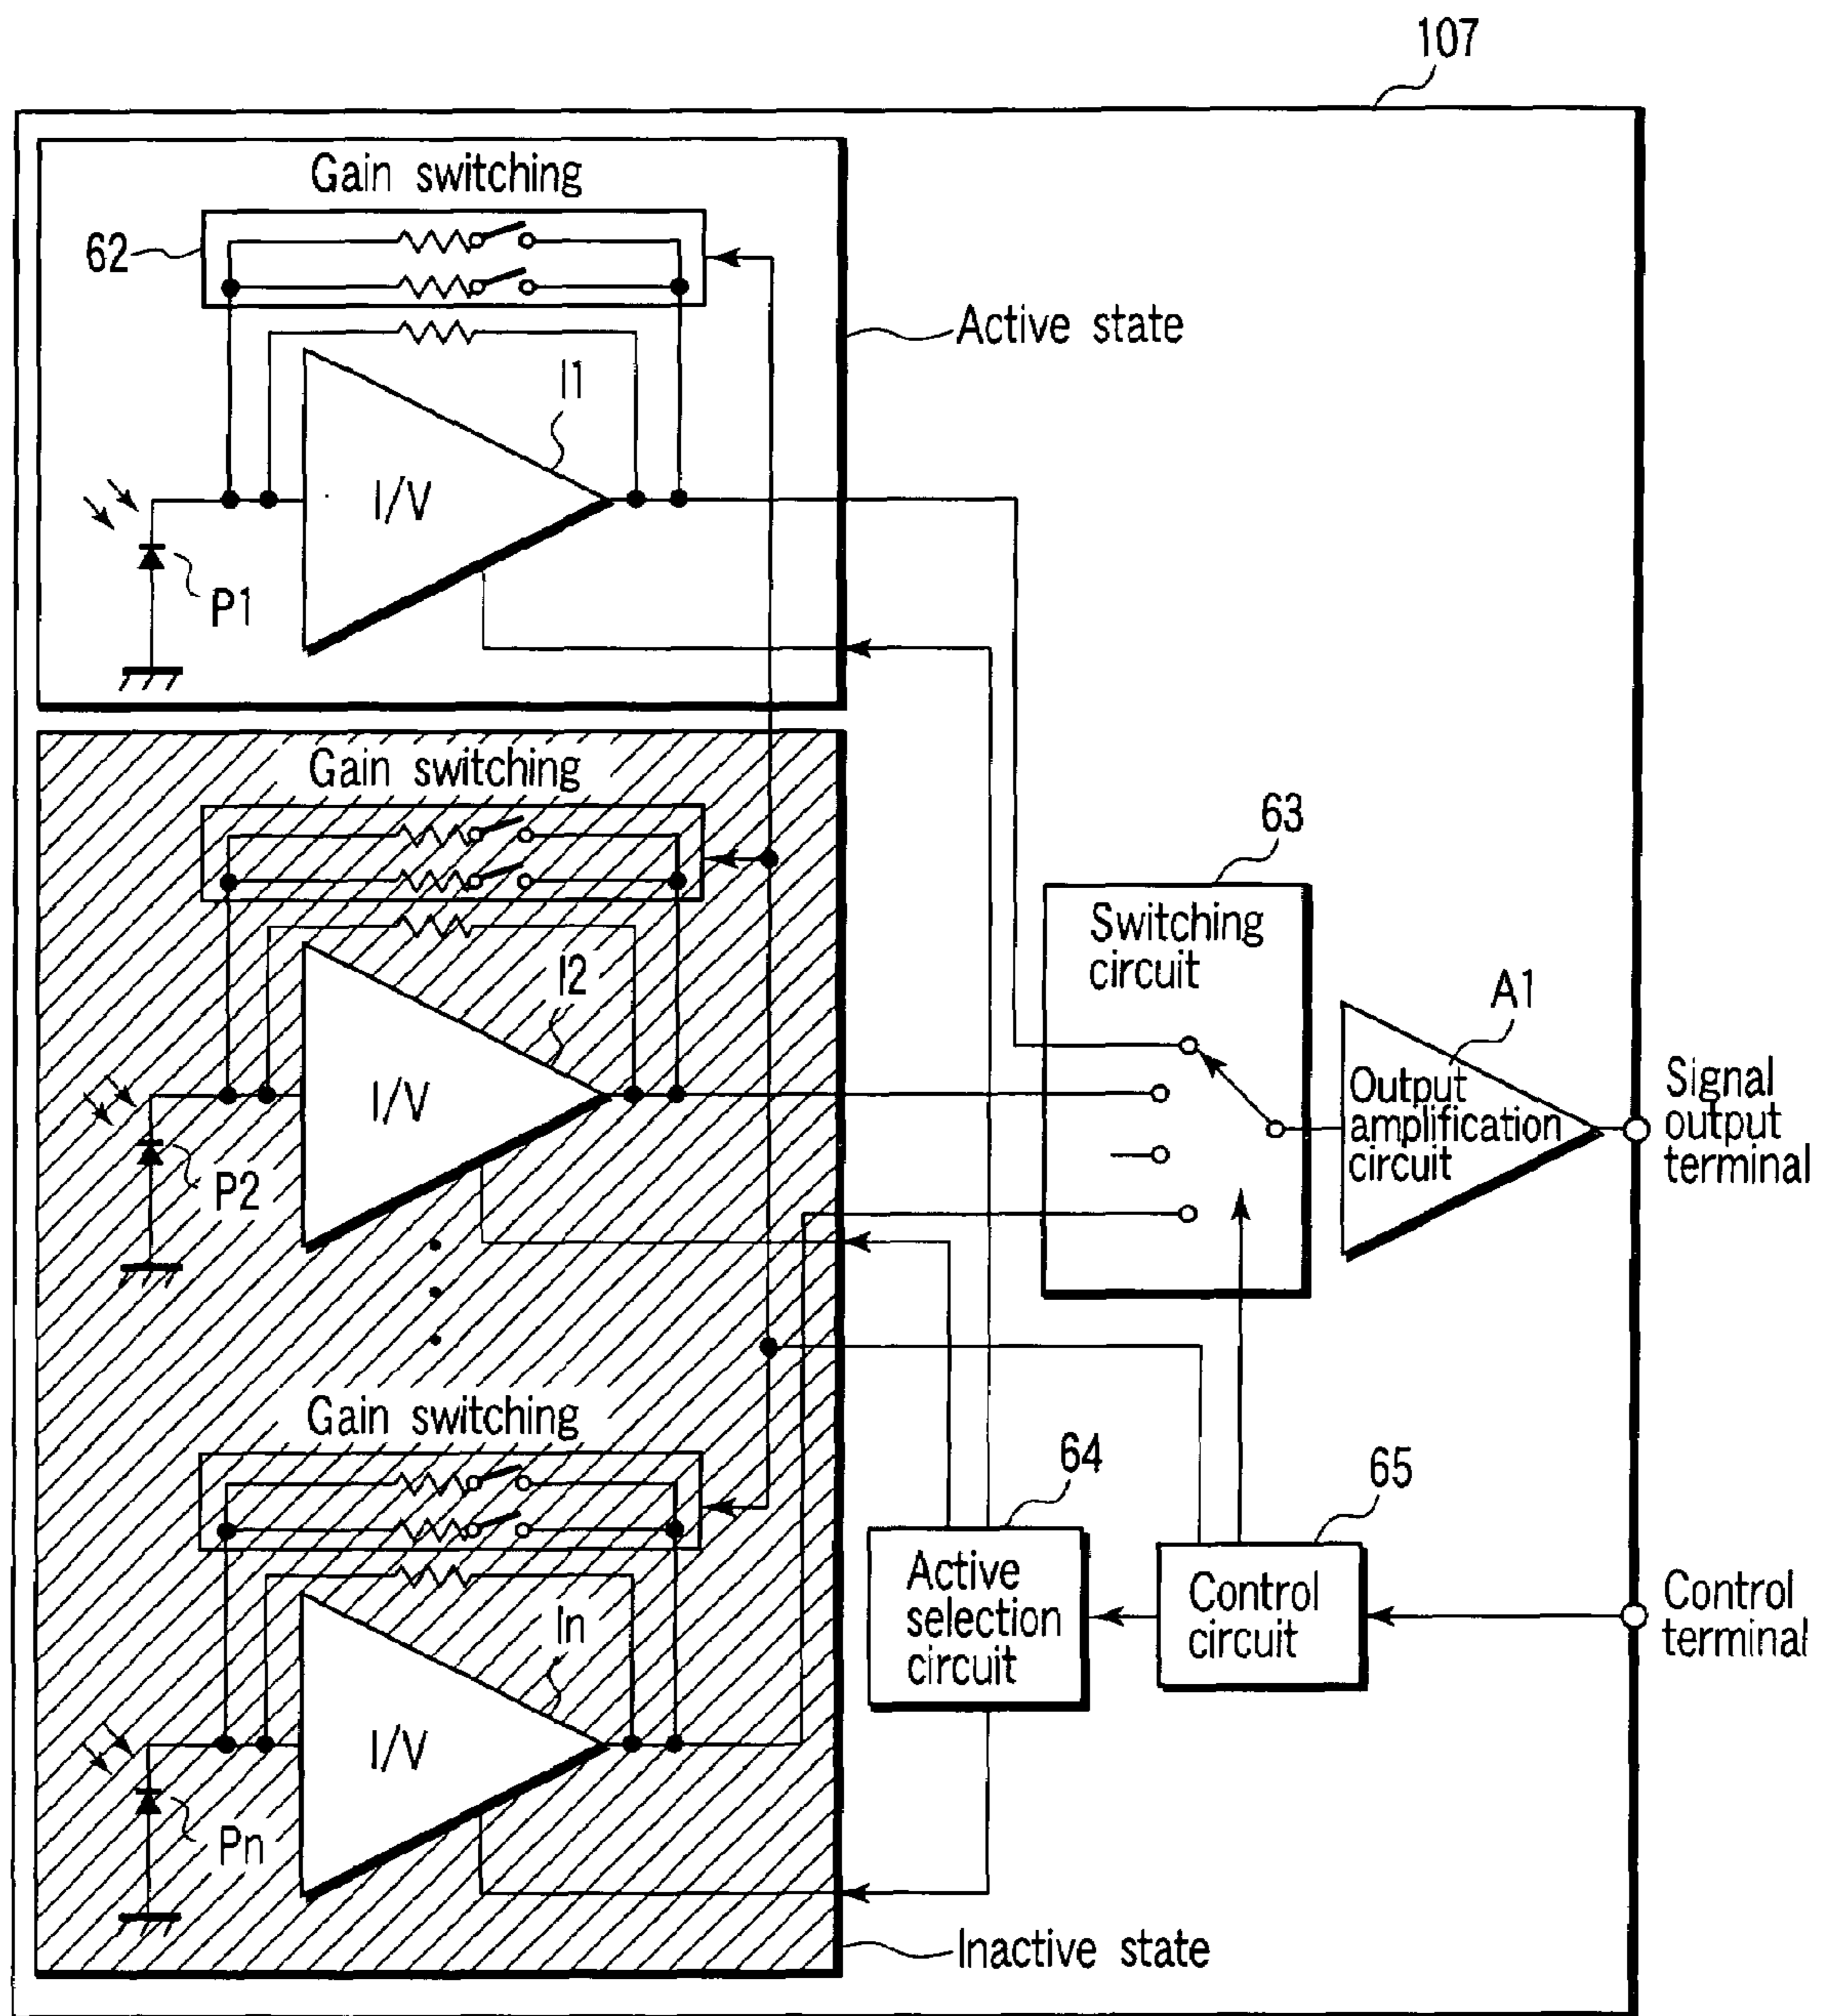 107
Gain switching
62
Active state
I1
I/V
P1
Gain switching
63
Switching
circuit
I2
A1
I/V
Output
amplification
circuit
Signal
output
terminal
P2
Gain switching
64
65
Active
selection
circuit
Control
circuit
Control
terminal
In
I/V
Pn
Inactive state